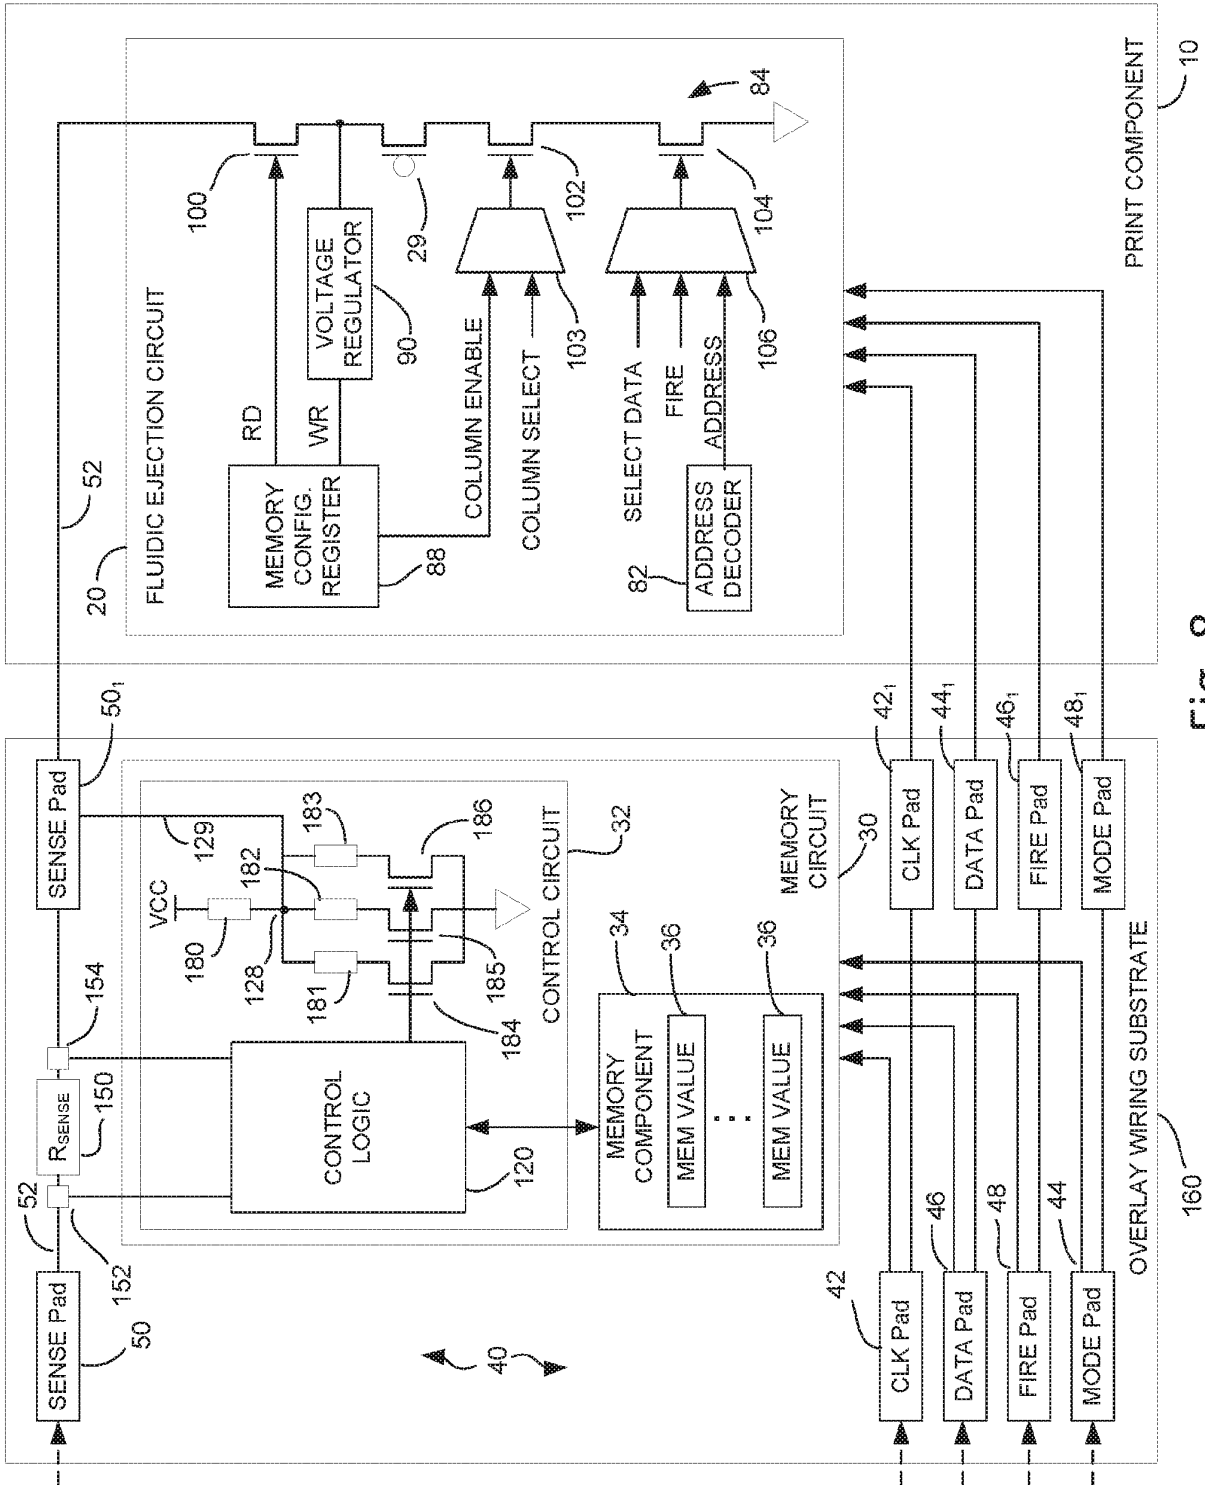 SENSE Pad
50
52
152
RSENSE
150
154
SENSE Pad
501
52
129
VCC
180
128
181
182
183
184
185
186
CONTROL
LOGIC
120
CONTROL CIRCUIT
32
MEMORY
COMPONENT
34
MEM VALUE
36
...
MEM VALUE
36
MEMORY
CIRCUIT
30
40
CLK Pad
42
DATA Pad
46
FIRE Pad
48
MODE Pad
44
CLK Pad
421
DATA Pad
441
FIRE Pad
461
MODE Pad
481
OVERLAY WIRING SUBSTRATE
160
20
FLUIDIC EJECTION CIRCUIT
MEMORY
CONFIG.
REGISTER
88
RD
WR
VOLTAGE
REGULATOR
90
100
29
COLUMN ENABLE
COLUMN SELECT
103
102
SELECT DATA
FIRE
ADDRESS
ADDRESS
DECODER
82
106
104
84
PRINT COMPONENT
10